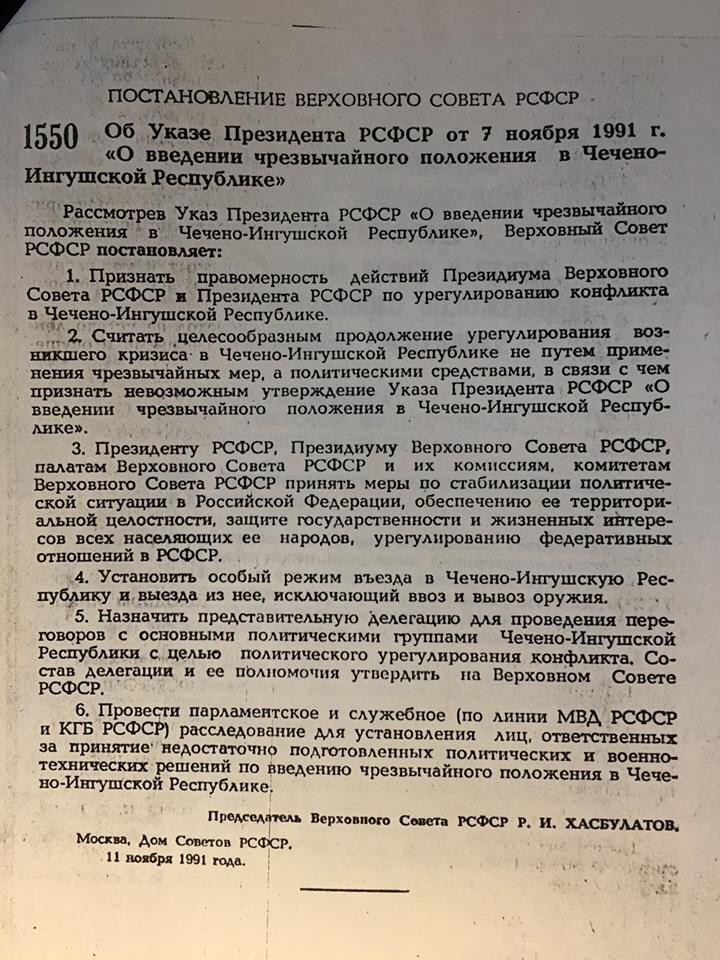 ПОСТАНОВЛЕНИЕ ВЕРХОВНОГО СОВЕТА РСФСР
1550 Об Указе Президента РСФСР от 7 ноября 1991 г.
«О введении чрезвычайного положения в Чечено-
Ингушской Республике»
Рассмотрев Указ Президента РСФСР «О введении чрезвычайного
положения в Чечено-Ингушской Республике», Верховный Совет
РСФСР постановляет:
1. Признать правомерность действий Президиума Верховного
Совета РСФСР и Президента РСФСР по урегулированию конфликта
в Чечено-Ингушской Республике.
2. Считать целесообразным продолжение урегулирования воз-
никшего кризиса в Чечено-Ингушской Республике не путем приме-
нения чрезвычайных мер, а политическими средствами, в связи с чем
признать невозможным утверждение Указа Президента РСФСР «О
введении чрезвычайного положения в Чечено-Ингушской Респуб-
лике».
3. Президенту РСФСР, Президиуму Верховного Совета РСФСР,
палатам Верховного Совета РСФСР и их комиссиям, комитетам
Верховного Совета РСФСР принять меры по стабилизации политиче-
ской ситуации в Российской Федерации, обеспечению ее территори-
альной целостности, защите государственности и жизненных интере-
сов всех населяющих ее народов, урегулированию федеративных
отношений в РСФСР.
4. Установить особый режим въезда в Чечено-Ингушскую Рес-
публику и выезда из нее, исключающий ввоз и вывоз оружия.
5. Назначить представительную делегацию для проведения пере-
говоров с основными политическими группами Чечено-Ингушской
Республики с целью политического урегулирования конфликта. Со-
став делегации и ее полномочия утвердить на Верховном Совете
РСФСР.
6. Провести парламентское и служебное (по линии МВД РСФСР
и КГБ РСФСР) расследование для установления лиц, ответственных
за принятие недостаточно подготовленных политических и военно-
технических решений по введению чрезвычайного положения в Чече-
но-Ингушской Республике.
Председатель Верховного Совета РСФСР Р. И. ХАСБУЛАТОВ.
Москва, Дом Советов РСФСР.
11 ноября 1991 года.